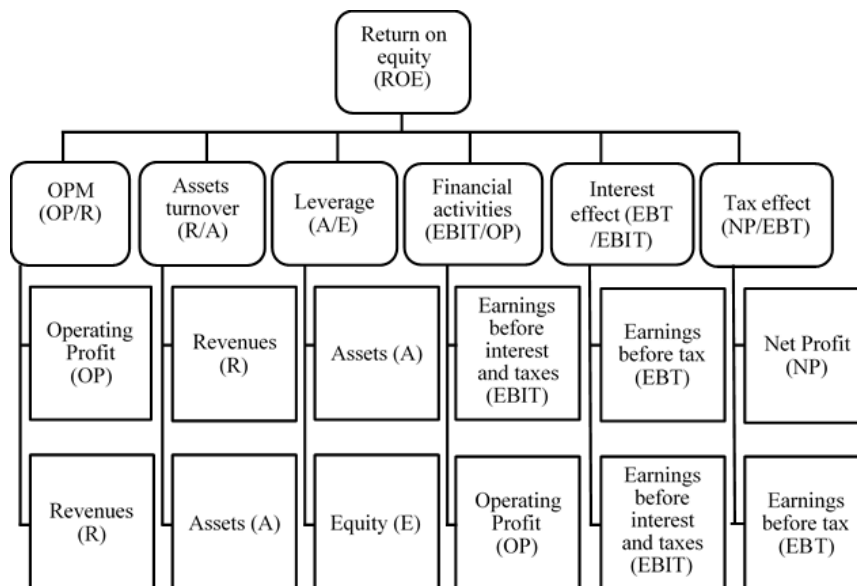 Return on
equity
(ROE)
OPM
(OP/R)
Assets
turnover
(R/A)
Leverage
(A/E)
Financial
activities
(EBIT/OP)
Interest
effect (EBT
/EBIT)
Tax effect
(NP/EBT)
Operating
Profit
(OP)
Revenues
(R)
Assets (A)
Earnings
before
interest
and taxes
(EBIT)
Earnings
before tax
(EBT)
Net Profit
(NP)
Revenues
(R)
Assets (A)
Equity (E)
Operating
Profit
(OP)
Earnings
before
interest
and taxes
(EBIT)
Earnings
before tax
(EBT)